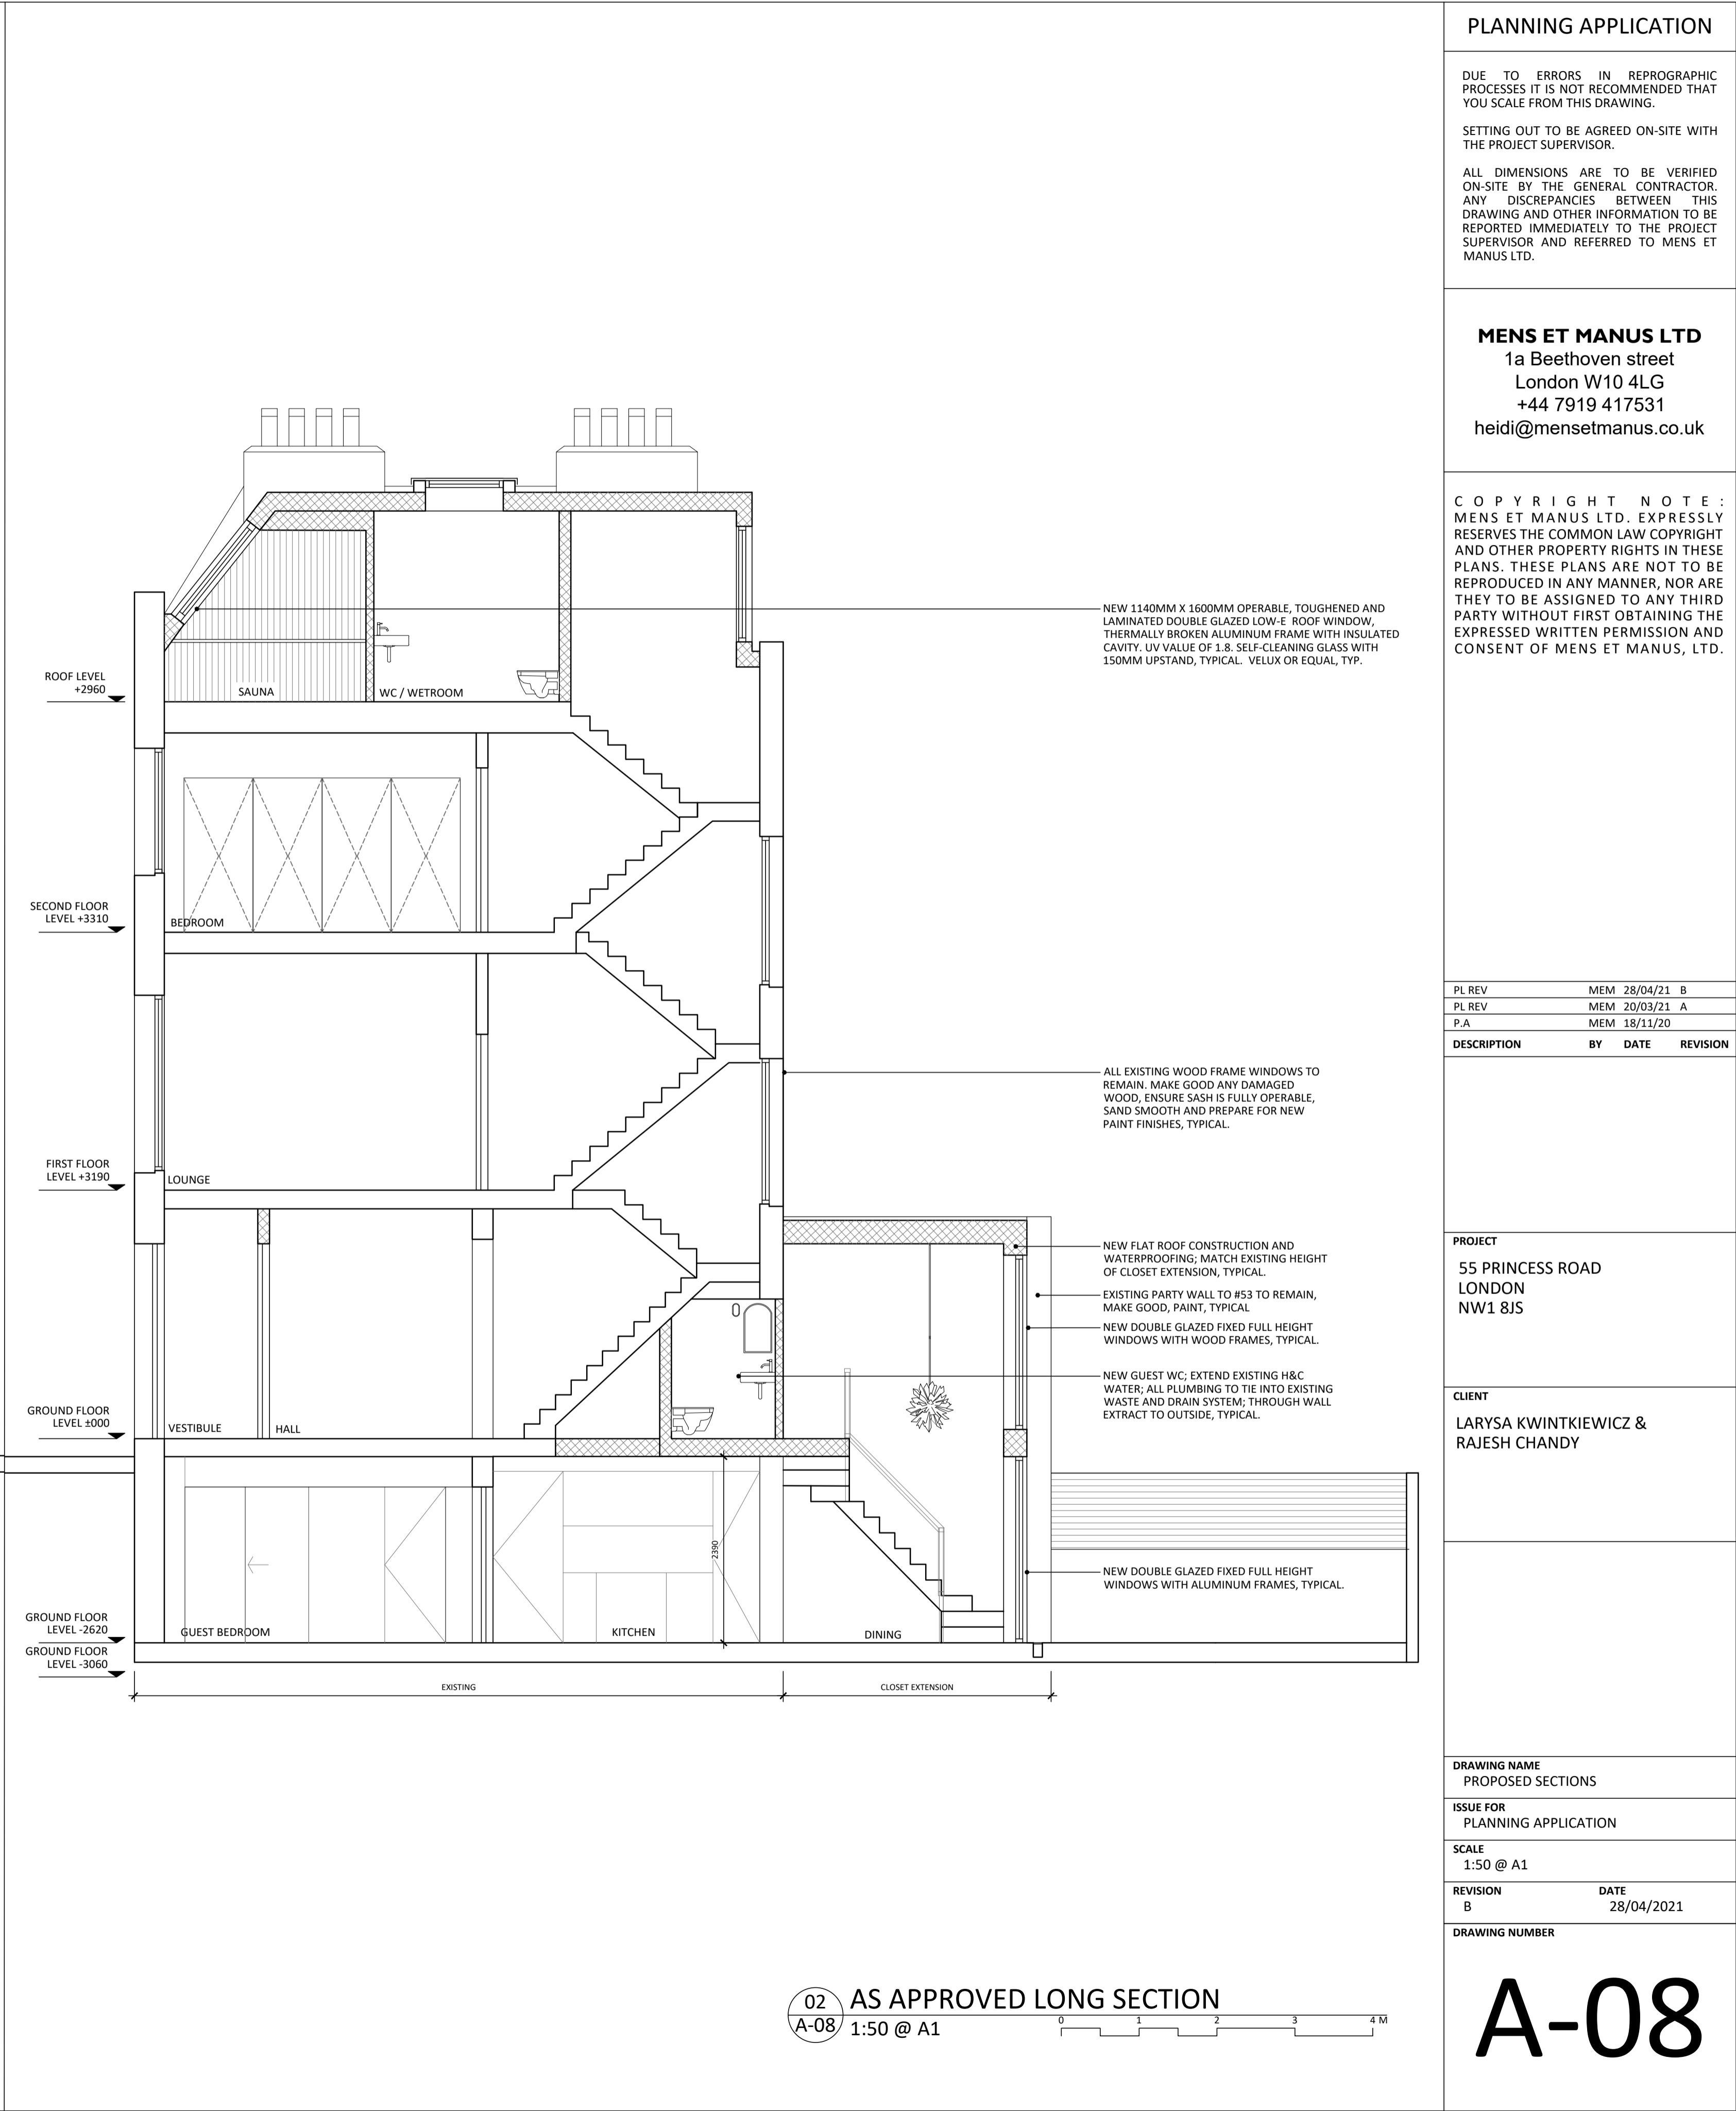 PLANNING APPLICATION
DUE TO ERRORS IN REPROGRAPHIC
PROCESSES IT IS NOT RECOMMENDED THAT
YOU SCALE FROM THIS DRAWING.
SETTING OUT TO BE AGREED ON-SITE WITH
THE PROJECT SUPERVISOR.
ALL DIMENSIONS ARE TO BE VERIFIED
ON-SITE BY THE GENERAL CONTRACTOR.
ANY DISCREPANCIES BETWEEN THIS
DRAWING AND OTHER INFORMATION TO BE
REPORTED IMMEDIATELY TO THE PROJECT
SUPERVISOR AND REFERRED TO MENS ET
MANUS LTD.
MENS ET MANUS LTD
1a Beethoven street
London W10 4LG
+44 7919 417531
heidi@mensetmanus.co.uk
COPYRIGHT NOTE:
MENS ET MANUS LTD. EXPRESSLY
RESERVES THE COMMON LAW COPYRIGHT
AND OTHER PROPERTY RIGHTS IN THESE
PLANS. THESE PLANS ARE NOT TO BE
REPRODUCED IN ANY MANNER, NOR ARE
THEY TO BE ASSIGNED TO ANY THIRD
PARTY WITHOUT FIRST OBTAINING THE
EXPRESSED WRITTEN PERMISSION AND
CONSENT OF MENS ET MANUS, LTD.
PL REV MEM 28/04/21 B
PL REV MEM 20/03/21 A
P.A MEM 18/11/20
DESCRIPTION BY DATE REVISION
PROJECT
55 PRINCESS ROAD
LONDON
NW1 8JS
CLIENT
LARYSA KWINTKIEWICZ &
RAJESH CHANDY
DRAWING NAME
PROPOSED SECTIONS
ISSUE FOR
PLANNING APPLICATION
SCALE
1:50 @ A1
REVISION DATE
B 28/04/2021
DRAWING NUMBER
A-08
NEW 1140MM X 1600MM OPERABLE, TOUGHENED AND
LAMINATED DOUBLE GLAZED LOW-E ROOF WINDOW,
THERMALLY BROKEN ALUMINUM FRAME WITH INSULATED
CAVITY. UV VALUE OF 1.8. SELF-CLEANING GLASS WITH
150MM UPSTAND, TYPICAL. VELUX OR EQUAL, TYP.
ROOF LEVEL
+2960
SAUNA
WC / WETROOM
SECOND FLOOR
LEVEL +3310
BEDROOM
ALL EXISTING WOOD FRAME WINDOWS TO
REMAIN. MAKE GOOD ANY DAMAGED
WOOD, ENSURE SASH IS FULLY OPERABLE,
SAND SMOOTH AND PREPARE FOR NEW
PAINT FINISHES, TYPICAL.
FIRST FLOOR
LEVEL +3190
LOUNGE
NEW FLAT ROOF CONSTRUCTION AND
WATERPROOFING; MATCH EXISTING HEIGHT
OF CLOSET EXTENSION, TYPICAL.
EXISTING PARTY WALL TO #53 TO REMAIN,
MAKE GOOD, PAINT, TYPICAL
NEW DOUBLE GLAZED FIXED FULL HEIGHT
WINDOWS WITH WOOD FRAMES, TYPICAL.
NEW GUEST WC; EXTEND EXISTING H&C
WATER; ALL PLUMBING TO TIE INTO EXISTING
WASTE AND DRAIN SYSTEM; THROUGH WALL
EXTRACT TO OUTSIDE, TYPICAL.
GROUND FLOOR
LEVEL ±000
VESTIBULE
HALL
2390
NEW DOUBLE GLAZED FIXED FULL HEIGHT
WINDOWS WITH ALUMINUM FRAMES, TYPICAL.
GROUND FLOOR
LEVEL -2620
GUEST BEDROOM
KITCHEN
DINING
GROUND FLOOR
LEVEL -3060
EXISTING
CLOSET EXTENSION
02
A-08
AS APPROVED LONG SECTION
1:50 @ A1
0 1 2 3 4 M